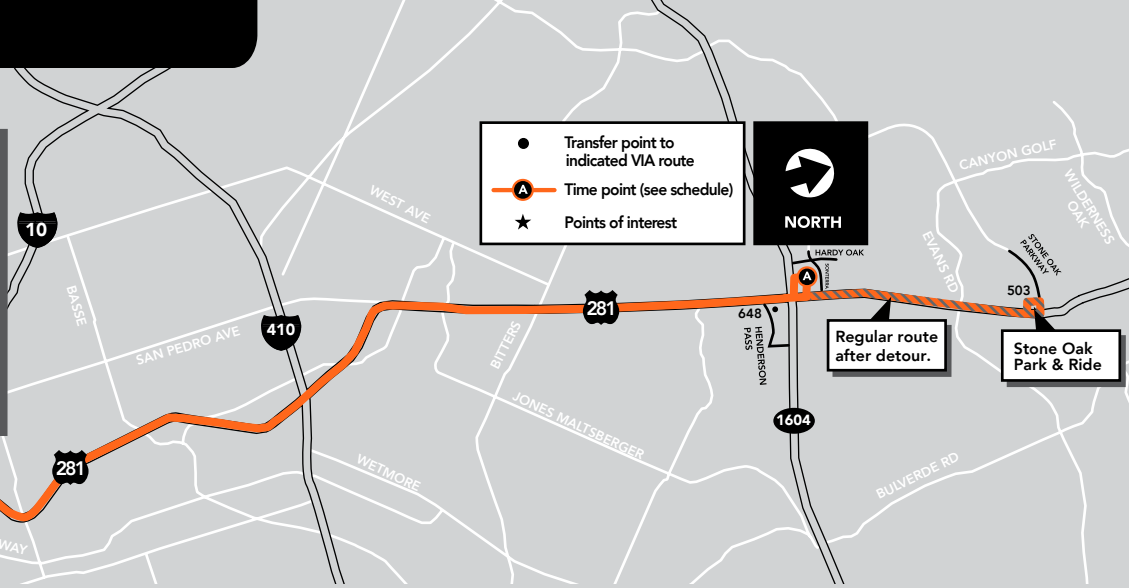 Transfer point to
indicated VIA route
A
Time point (see schedule)
Points of interest
NORTH
10
410
281
281
1604
WEST AVE
BASSE
SAN PEDRO AVE
BITTERS
JONES MALTSBERGER
WETMORE
WAY
BULVERDE RD
EVANS RD
CANYON GOLF
WILDERNESS
OAK
STONE OAK
PARKWAY
HARDY OAK
SONTERRA
A
648
HENDERSON
PASS
503
Regular route
after detour.
Stone Oak
Park & Ride